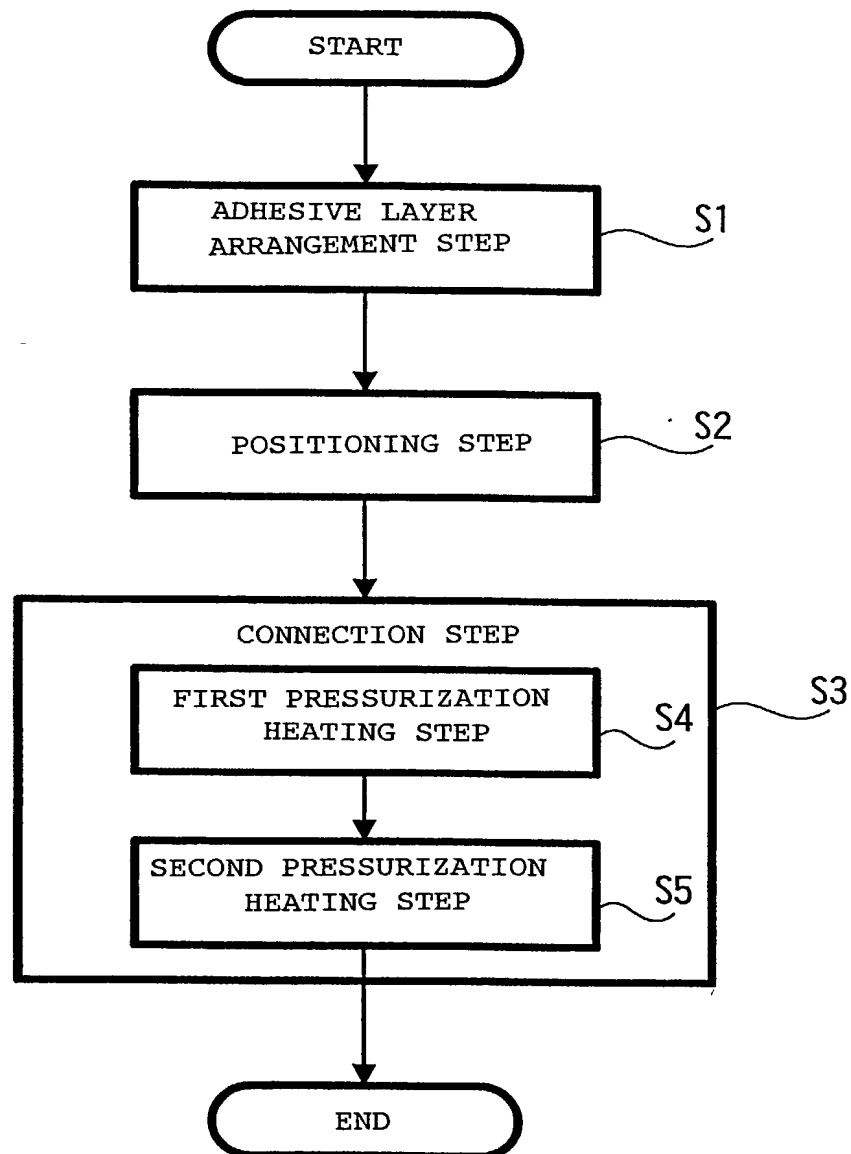 START
ADHESIVE LAYER
ARRANGEMENT STEP
S1
POSITIONING STEP
S2
CONNECTION STEP
S3
FIRST PRESSURIZATION
HEATING STEP
S4
SECOND PRESSURIZATION
HEATING STEP
S5
END